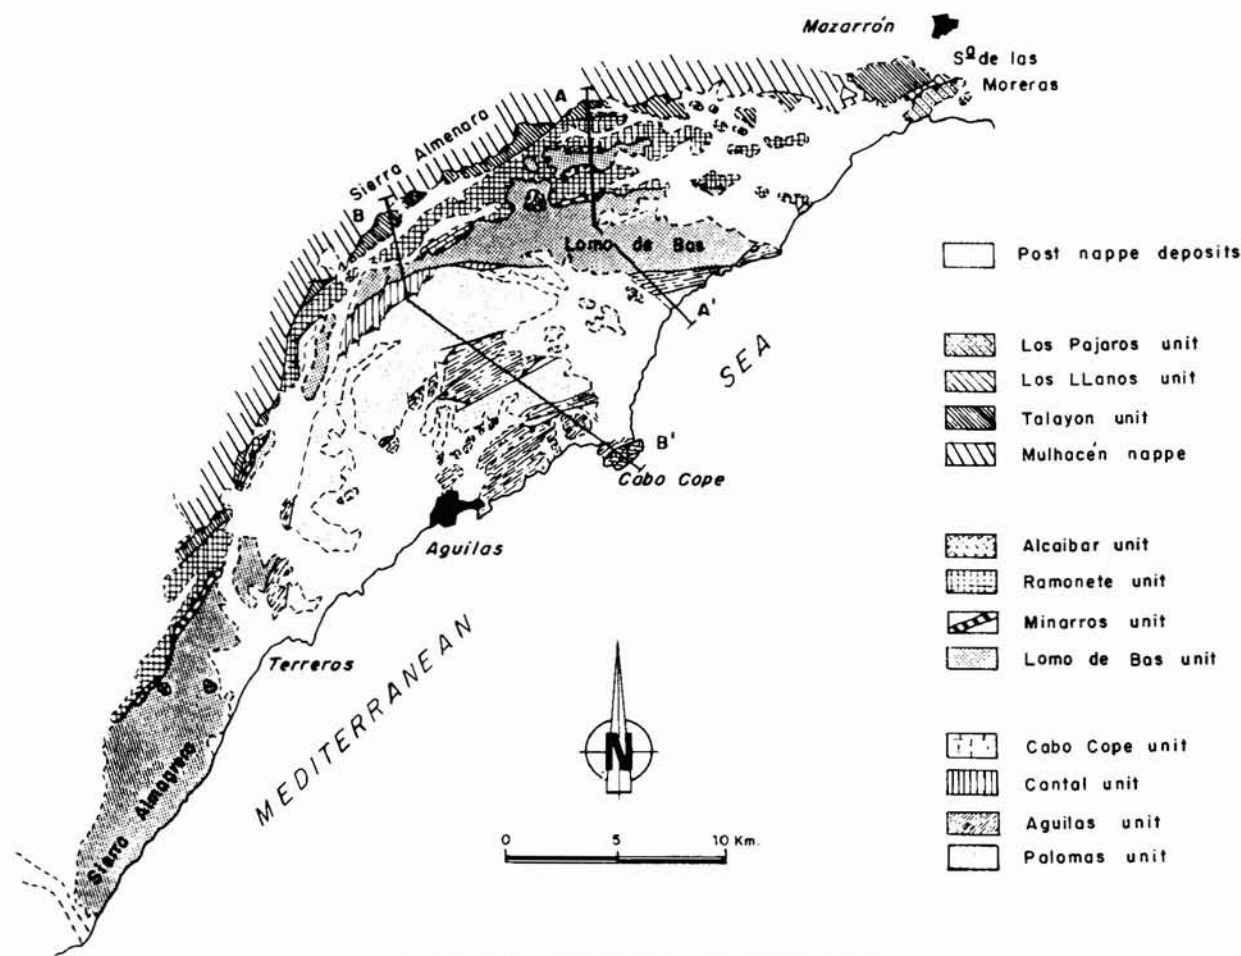 Mazarrón
Sª de las
Moreras
A
Sierra Almenara
B
Lomo de Bas
A'
SEA
B'
Cabo Cope
Aguilas
Terreros
MEDITERRANEAN
Sierra Almagrera
N
0 5 10 Km.
Post nappe deposits
Los Pajaros unit
Los LLanos unit
Talayon unit
Mulhacén nappe
Alcaibar unit
Ramonete unit
Minarros unit
Lomo de Bas unit
Cabo Cope unit
Cantal unit
Aguilas unit
Palomas unit